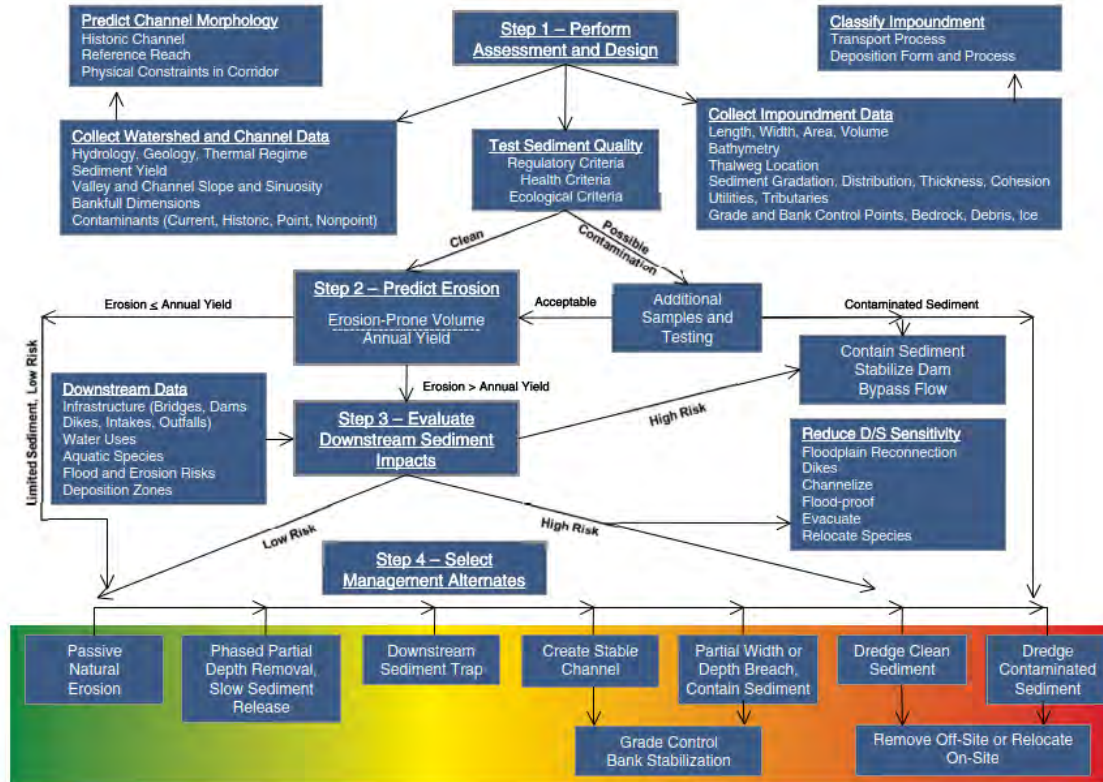 Predict Channel Morphology
Historic Channel
Reference Reach
Physical Constraints in Corridor
Step 1 – Perform
Assessment and Design
Classify Impoundment
Transport Process
Deposition Form and Process
Collect Watershed and Channel Data
Hydrology, Geology, Thermal Regime
Sediment Yield
Valley and Channel Slope and Sinuosity
Bankfull Dimensions
Contaminants (Current, Historic, Point, Nonpoint)
Test Sediment Quality
Regulatory Criteria
Health Criteria
Ecological Criteria
Collect Impoundment Data
Length, Width, Area, Volume
Bathymetry
Thalweg Location
Sediment Gradation, Distribution, Thickness, Cohesion
Utilities, Tributaries
Grade and Bank Control Points, Bedrock, Debris, Ice
Clean
Possible
Contamination
Erosion ≤ Annual Yield
Step 2 – Predict Erosion
Erosion-Prone Volume
Annual Yield
Acceptable
Additional
Samples and
Testing
Contaminated Sediment
Contain Sediment
Stabilize Dam
Bypass Flow
Erosion > Annual Yield
Limited Sediment, Low Risk
Downstream Data
Infrastructure (Bridges, Dams
Dikes, Intakes, Outfalls)
Water Uses
Aquatic Species
Flood and Erosion Risks
Deposition Zones
Step 3 – Evaluate
Downstream Sediment
Impacts
High Risk
Reduce D/S Sensitivity
Floodplain Reconnection
Dikes
Channelize
Flood-proof
Evacuate
Relocate Species
Low Risk
High Risk
Step 4 – Select
Management Alternates
Passive
Natural
Erosion
Phased Partial
Depth Removal,
Slow Sediment
Release
Downstream
Sediment Trap
Create Stable
Channel
Partial Width or
Depth Breach,
Contain Sediment
Dredge Clean
Sediment
Dredge
Contaminated
Sediment
Grade Control
Bank Stabilization
Remove Off-Site or Relocate
On-Site